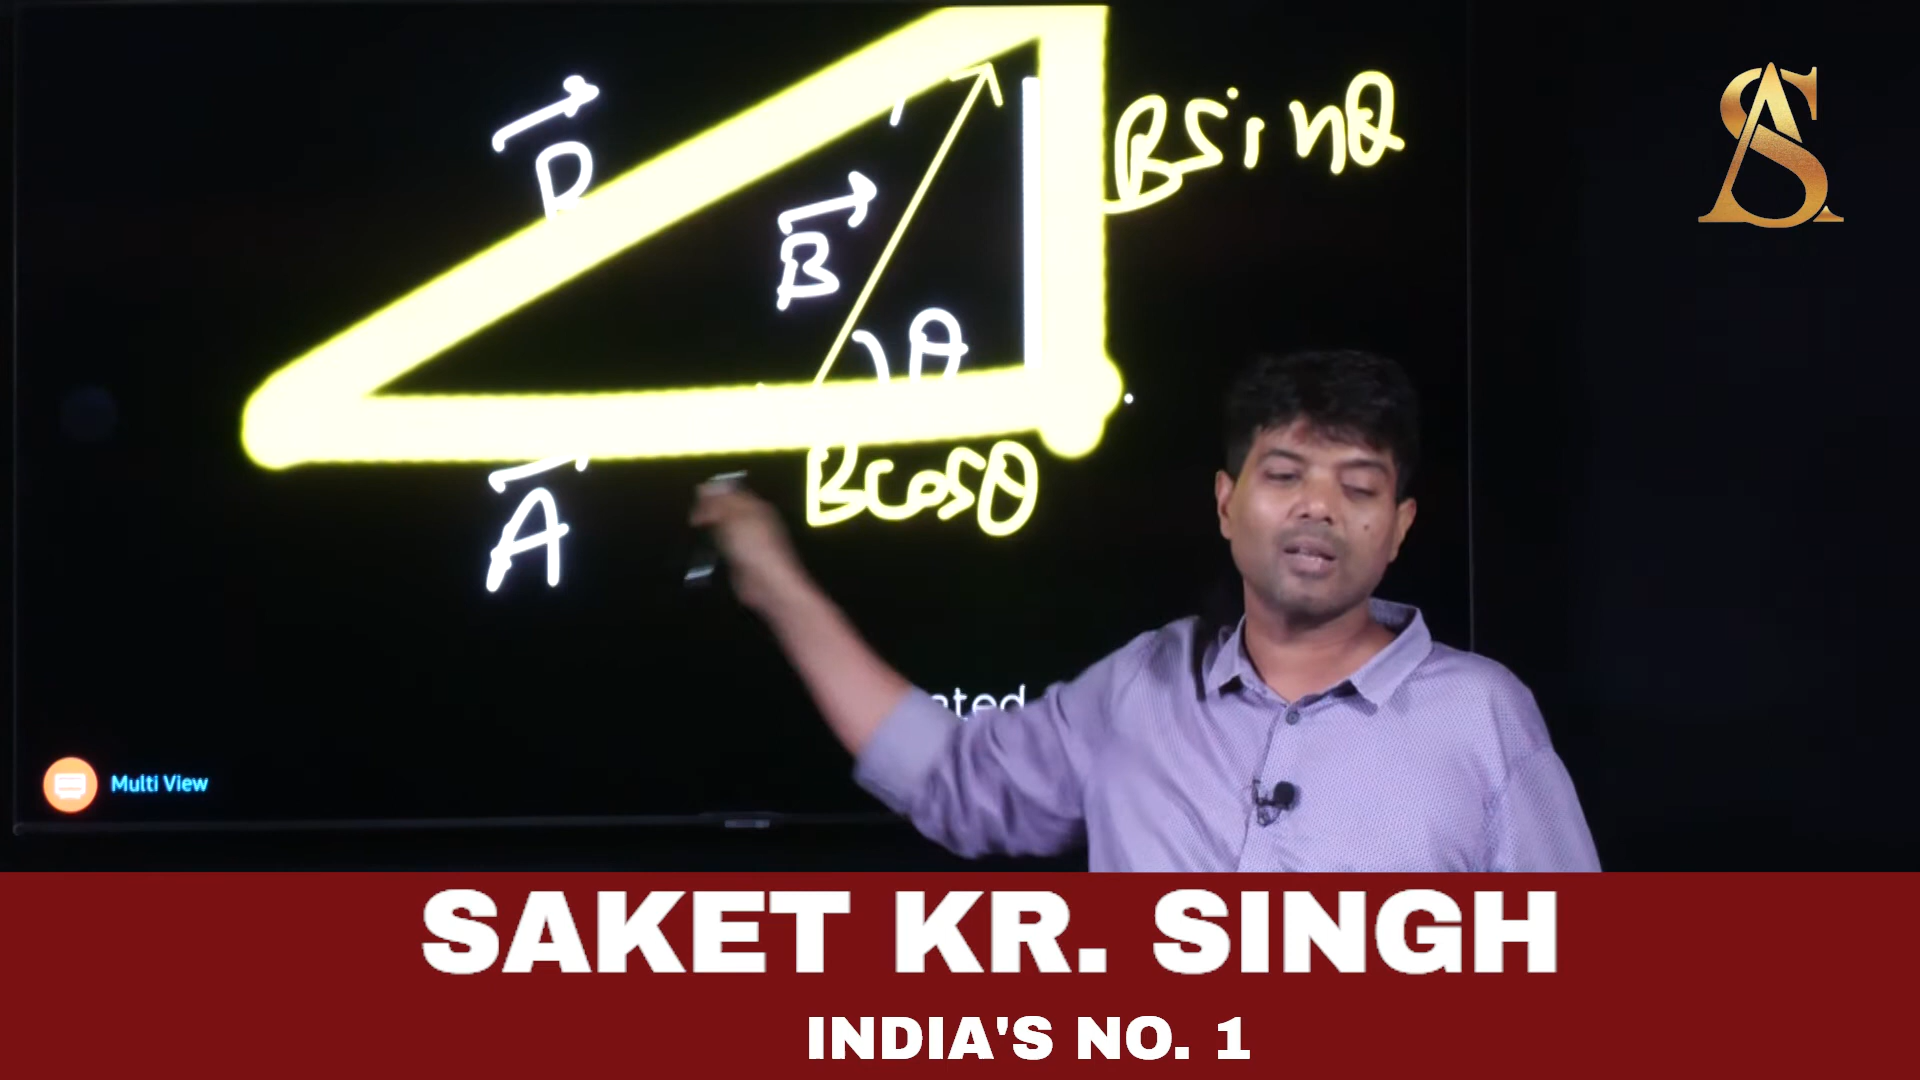 R
B
Bsinθ
θ
A
Bcosθ
Multi View
SAKET KR. SINGH
INDIA'S NO. 1